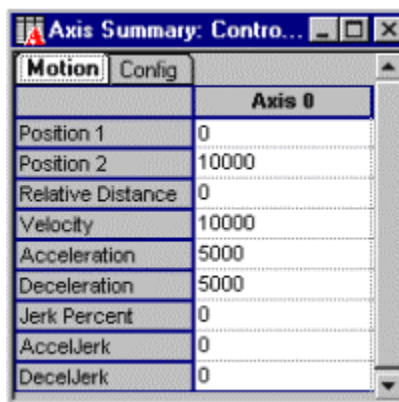 Axis Summary: Contro...
Motion Config
Axis 0
Position 1 0
Position 2 10000
Relative Distance 0
Velocity 10000
Acceleration 5000
Deceleration 5000
Jerk Percent 0
AccelJerk 0
DecelJerk 0